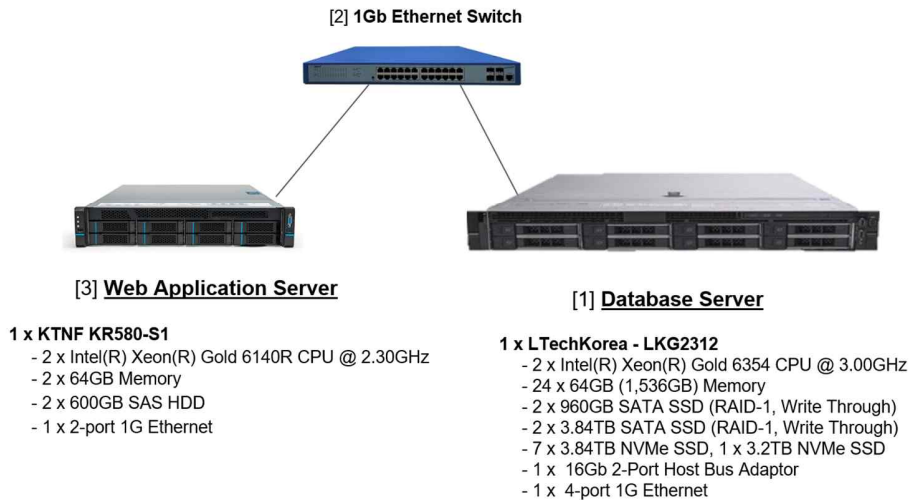 [2] 1Gb Ethernet Switch
[3] Web Application Server
1 x KTNF KR580-S1
- 2 x Intel(R) Xeon(R) Gold 6140R CPU @ 2.30GHz
- 2 x 64GB Memory
- 2 x 600GB SAS HDD
- 1 x 2-port 1G Ethernet
[1] Database Server
1 x LTechKorea - LKG2312
- 2 x Intel(R) Xeon(R) Gold 6354 CPU @ 3.00GHz
- 24 x 64GB (1,536GB) Memory
- 2 x 960GB SATA SSD (RAID-1, Write Through)
- 2 x 3.84TB SATA SSD (RAID-1, Write Through)
- 7 x 3.84TB NVMe SSD, 1 x 3.2TB NVMe SSD
- 1 x 16Gb 2-Port Host Bus Adaptor
- 1 x 4-port 1G Ethernet